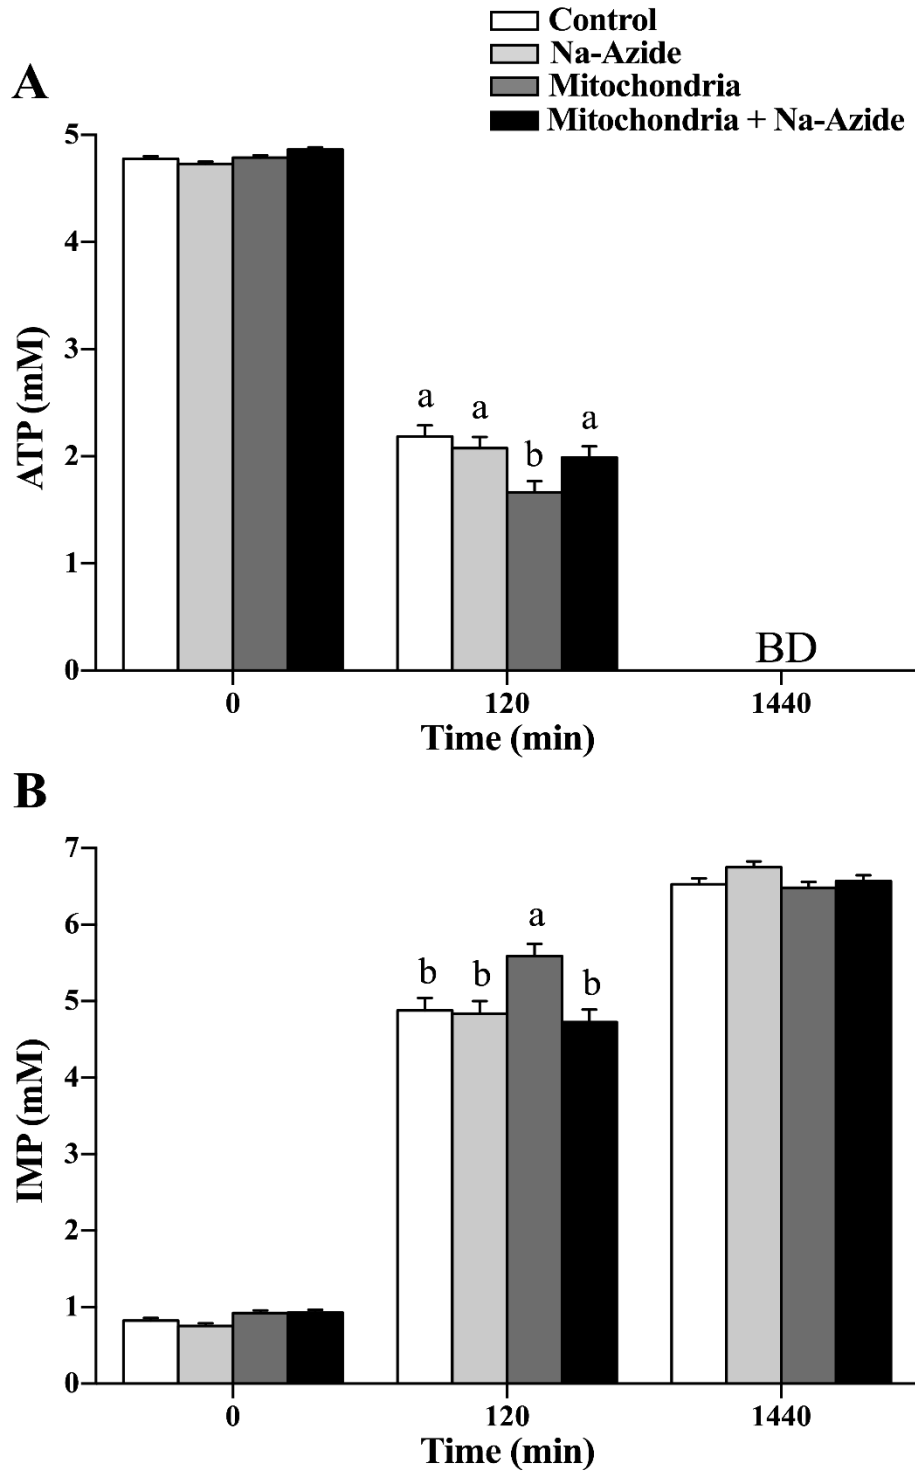 Control
Na-Azide
Mitochondria
Mitochondria + Na-Azide
A
5
4
3
2
1
0
ATP (mM)
a
a
b
a
BD
0
120
1440
Time (min)
B
7
6
5
4
3
2
1
0
IMP (mM)
b
b
a
b
0
120
1440
Time (min)